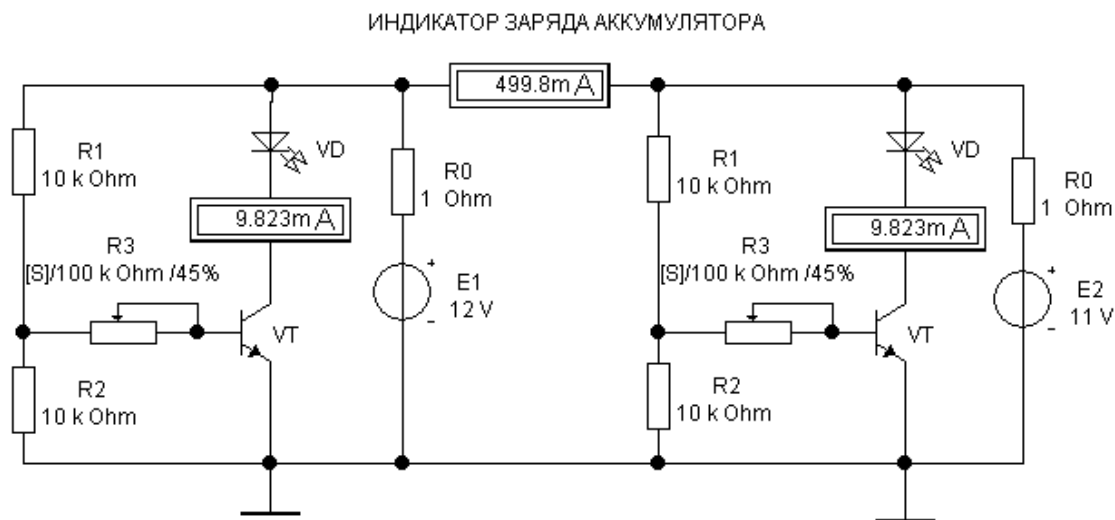 ИНДИКАТОР ЗАРЯДА АККУМУЛЯТОРА
499.8m A
R1
10 k Ohm
VD
R0
1 Ohm
9.823m A
R3
[S]/100 k Ohm /45%
E1
12 V
VT
R2
10 k Ohm
R1
10 k Ohm
VD
R0
1 Ohm
9.823m A
R3
[S]/100 k Ohm /45%
E2
11 V
VT
R2
10 k Ohm